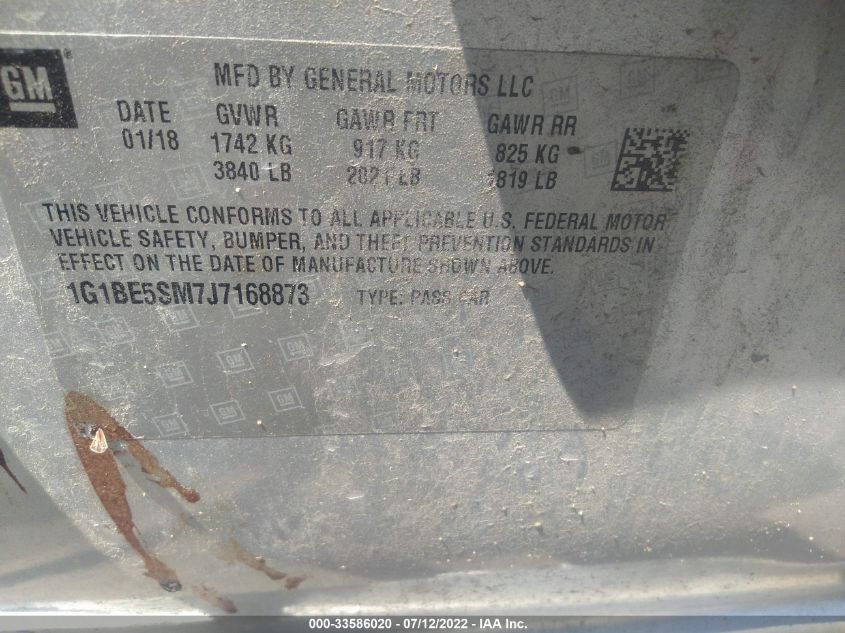 GM®
MFD BY GENERAL MOTORS LLC
DATE GVWR GAWR FRT GAWR RR
01/18 1742 KG 917 KG 825 KG
3840 LB 2021 LB 1819 LB
THIS VEHICLE CONFORMS TO ALL APPLICABLE U.S. FEDERAL MOTOR
VEHICLE SAFETY, BUMPER, AND THEFT PREVENTION STANDARDS IN
EFFECT ON THE DATE OF MANUFACTURE SHOWN ABOVE.
1G1BE5SM7J7168873 TYPE: PASS CAR
000-33586020 - 07/12/2022 - IAA Inc.